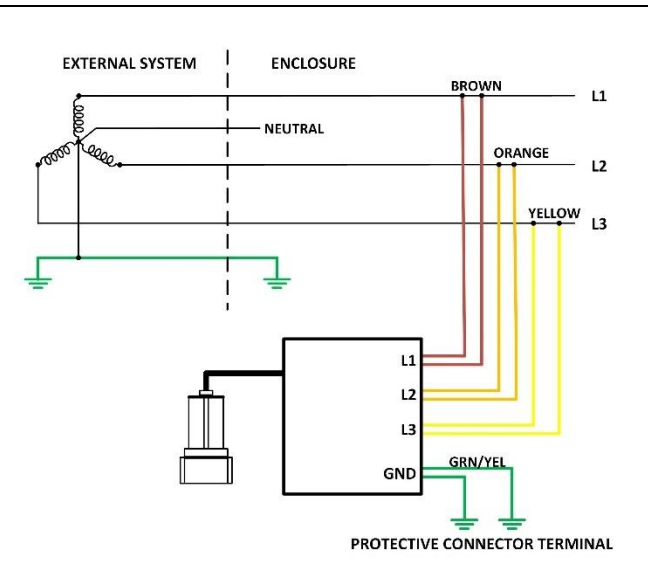 EXTERNAL SYSTEM
ENCLOSURE
BROWN
L1
NEUTRAL
ORANGE
L2
YELLOW
L3
L1
L2
L3
GND
GRN/YEL
PROTECTIVE CONNECTOR TERMINAL